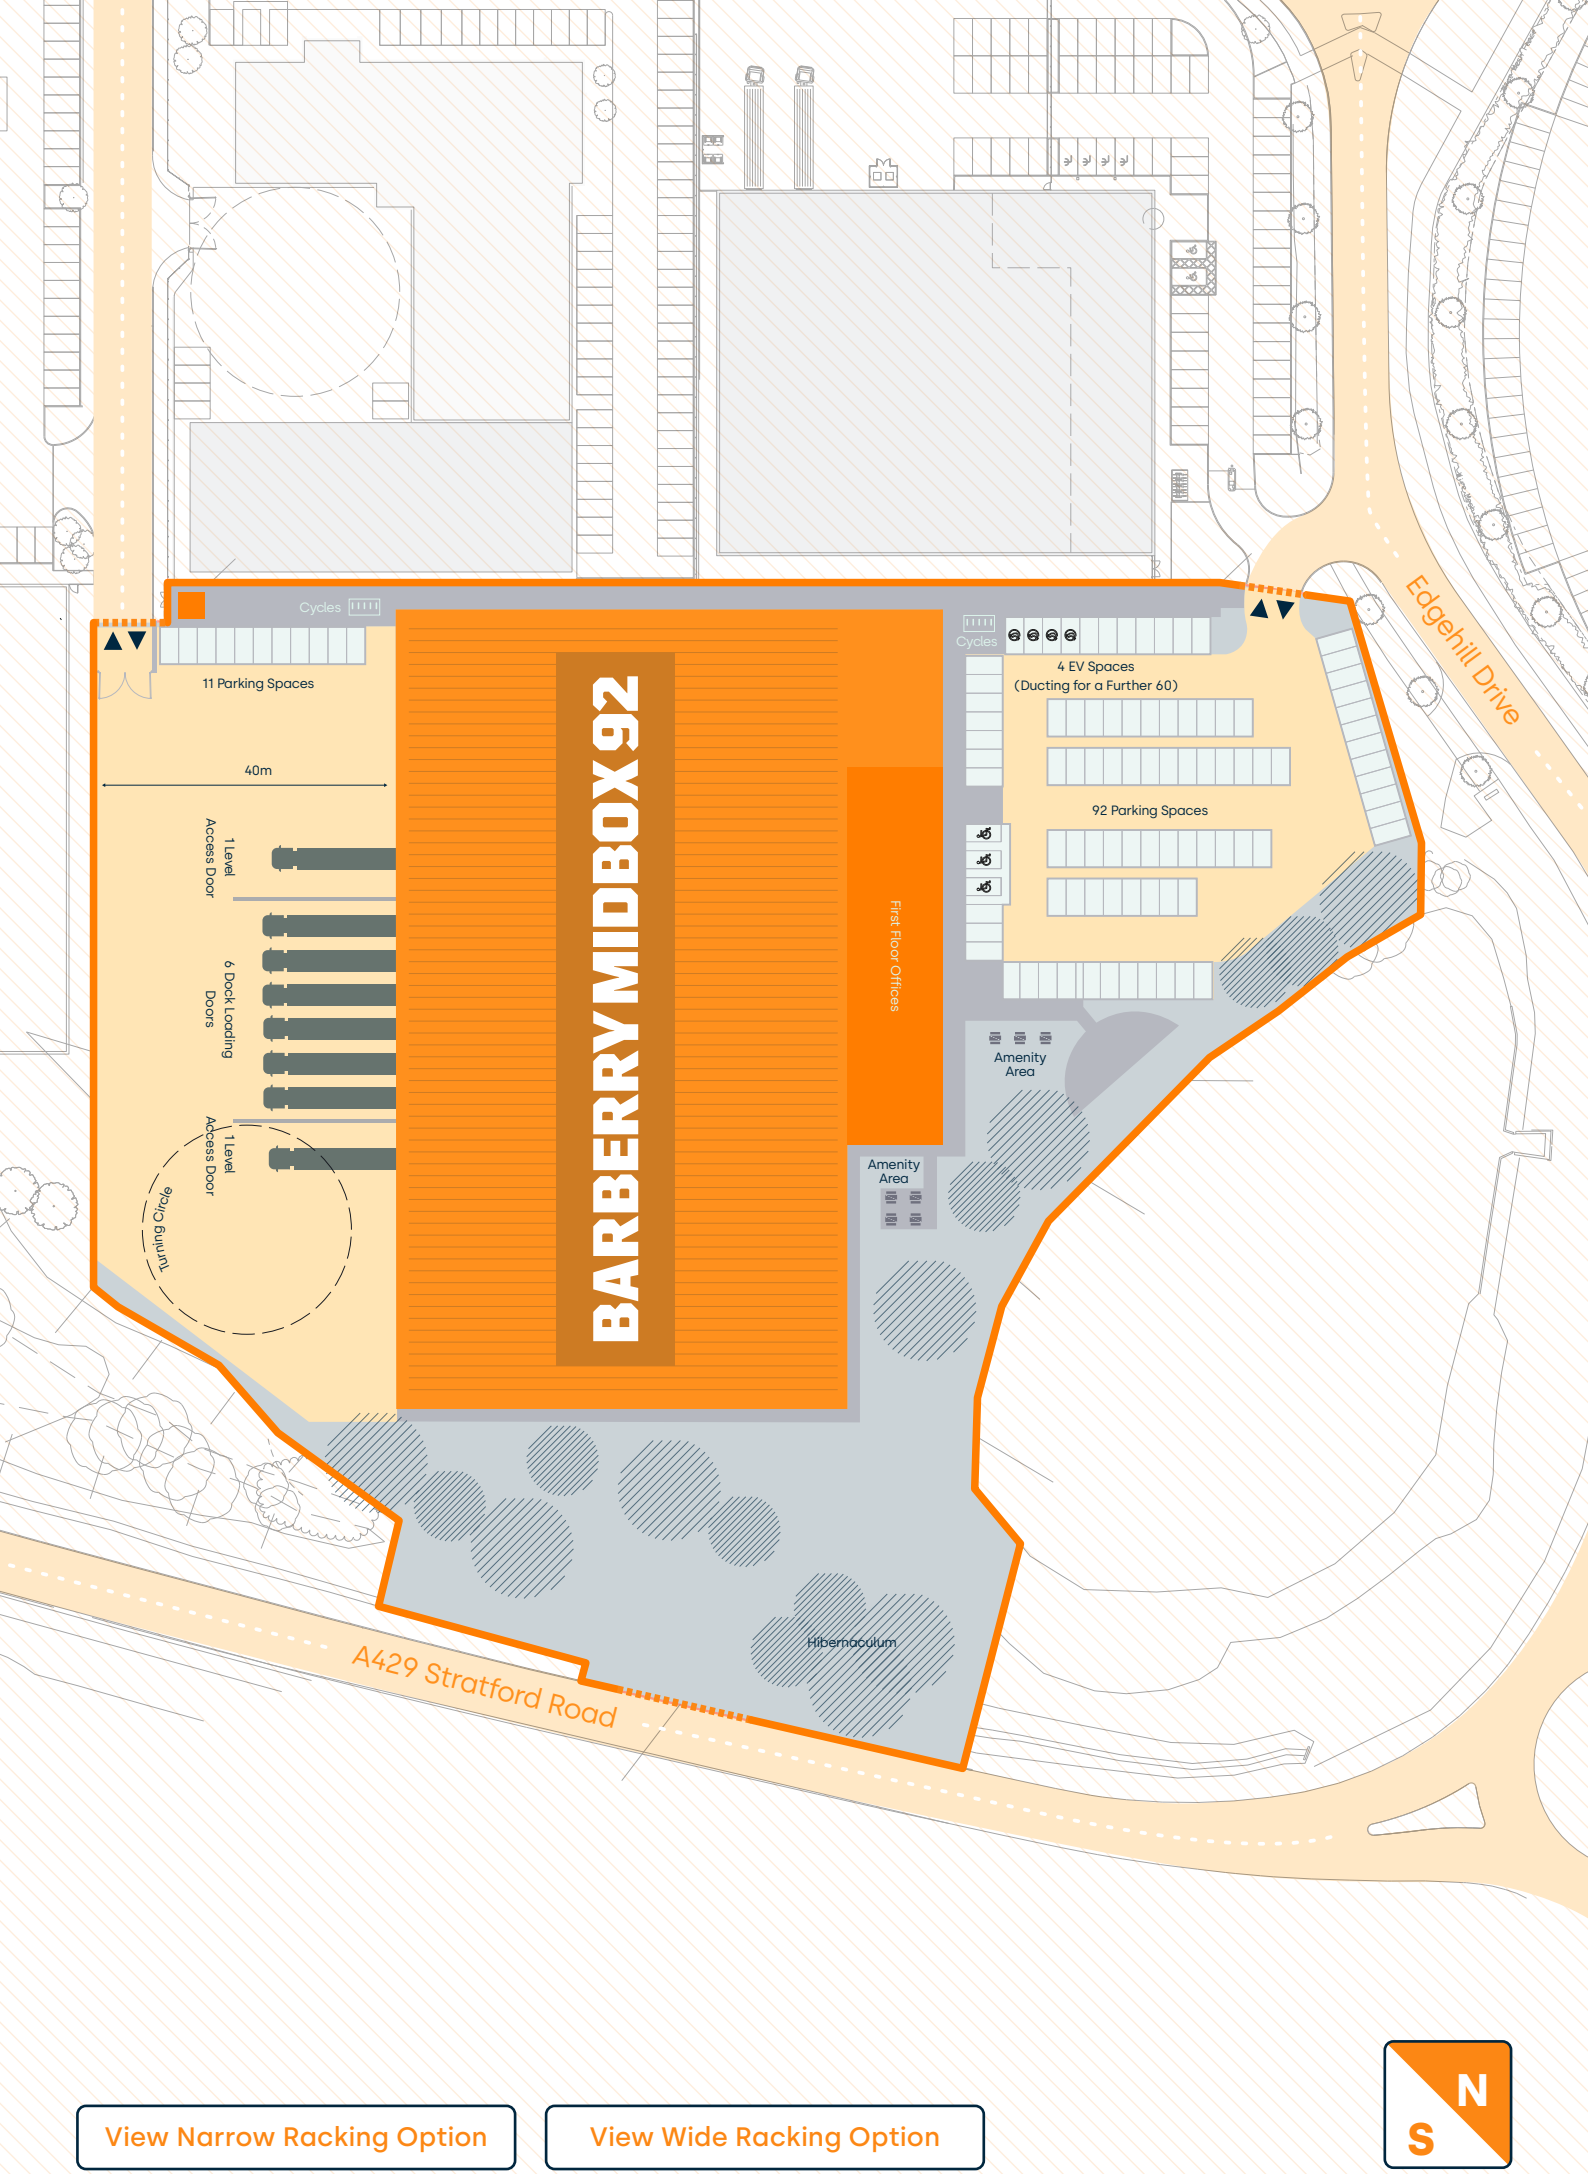 Cycles
11 Parking Spaces
40m
1 Level
Access Door
6 Dock Loading
Doors
1 Level
Access Door
Turning Circle
BARBERRY MIDBOX 92
First Floor Offices
Cycles
4 EV Spaces
(Ducting for a Further 60)
92 Parking Spaces
Edgehill Drive
Amenity
Area
Amenity
Area
Hibernaculum
A429 Stratford Road
View Narrow Racking Option
View Wide Racking Option
N
S